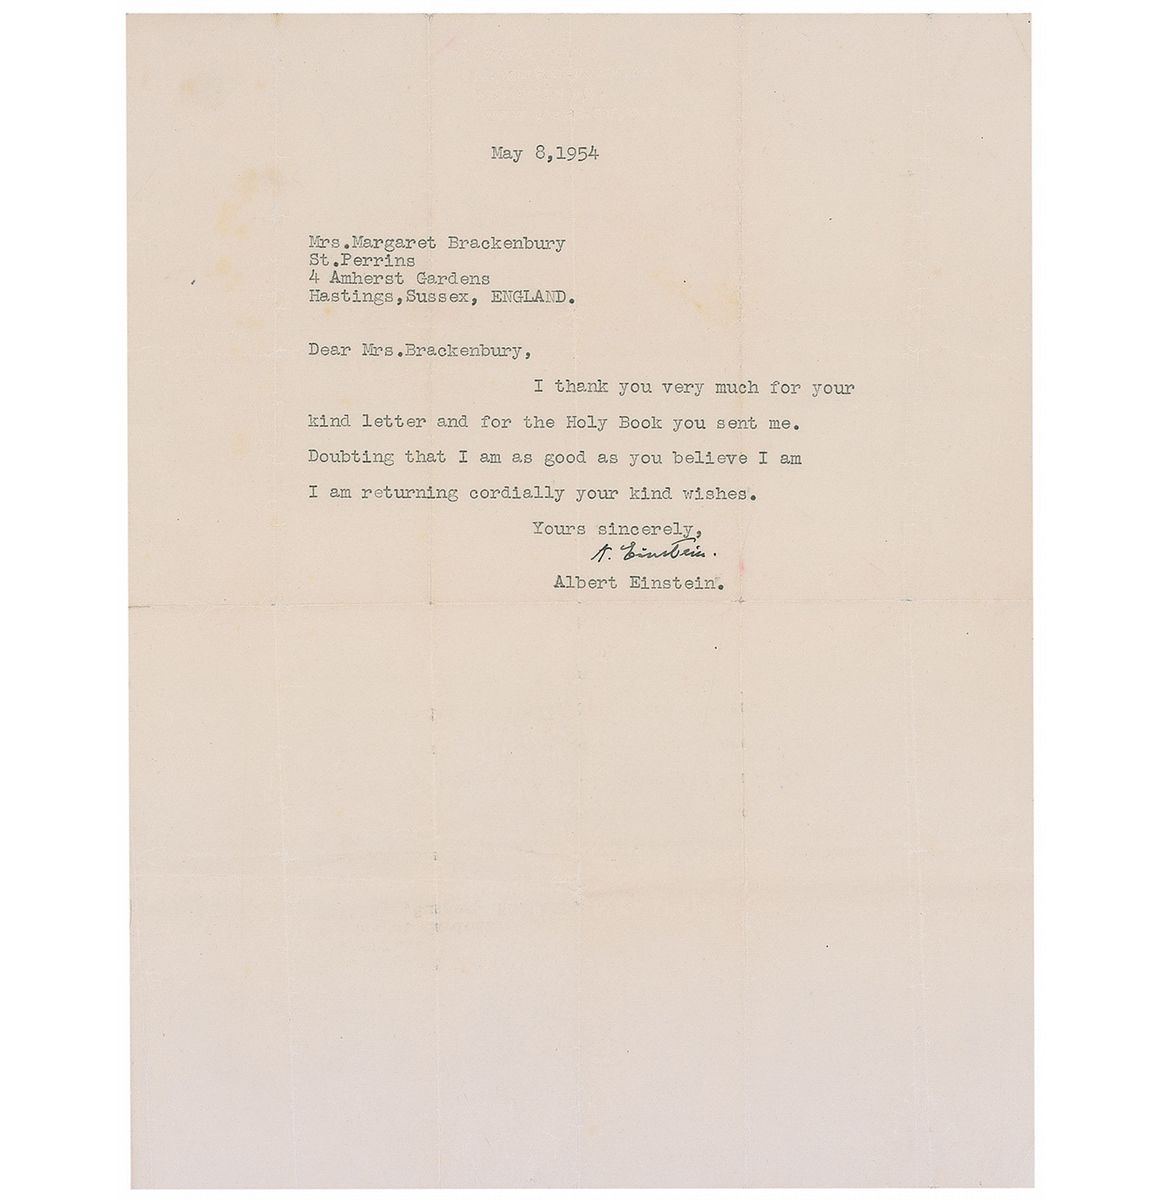 May 8,1954
Mrs.Margaret Brackenbury
St.Perrins
4 Amherst Gardens
Hastings,Sussex, ENGLAND.
Dear Mrs.Brackenbury,
I thank you very much for your
kind letter and for the Holy Book you sent me.
Doubting that I am as good as you believe I am
I am returning cordially your kind wishes.
Yours sincerely,
A. Einstein.
Albert Einstein.